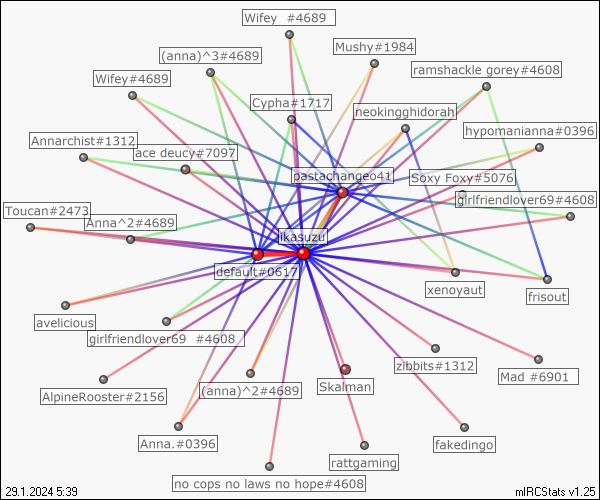 Wifey  #4689
Mushy#1984
(anna)^3#4689
ramshackle gorey#4608
Wifey#4689
Cypha#1717
neokingghidorah
hypomanianna#0396
Annarchist#1312
ace deucy#7097
pastachangeo41
Soxy Foxy#5076
girlfriendlover69#4608
Toucan#2473
Anna^2#4689
ikasuzu
default#0617
xenoyaut
frisout
avelicious
girlfriendlover69  #4608
zibbits#1312
Mad #6901
AlpineRooster#2156
(anna)^2#4689
Skalman
Anna.#0396
fakedingo
rattgaming
no cops no laws no hope#4608
29.1.2024 5:39
mIRCStats v1.25